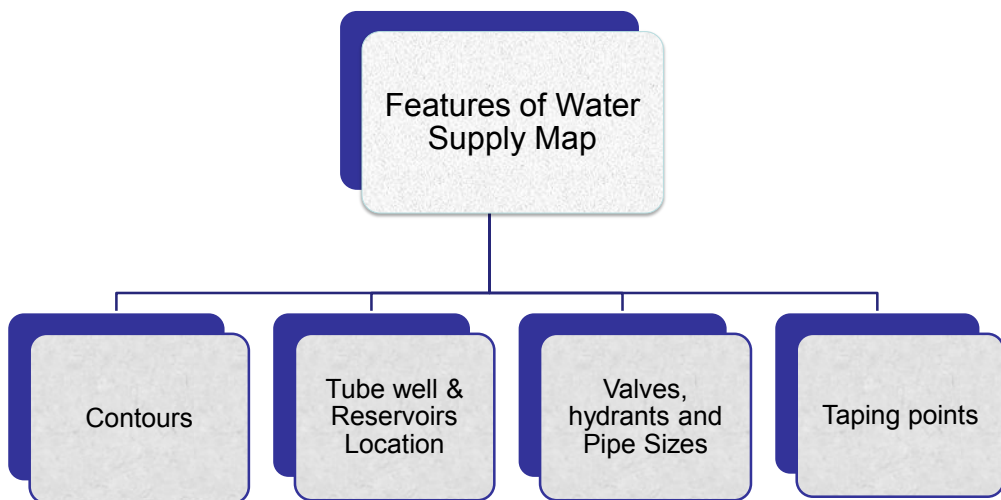 Features of Water
Supply Map
Contours
Tube well &
Reservoirs
Location
Valves,
hydrants and
Pipe Sizes
Taping points